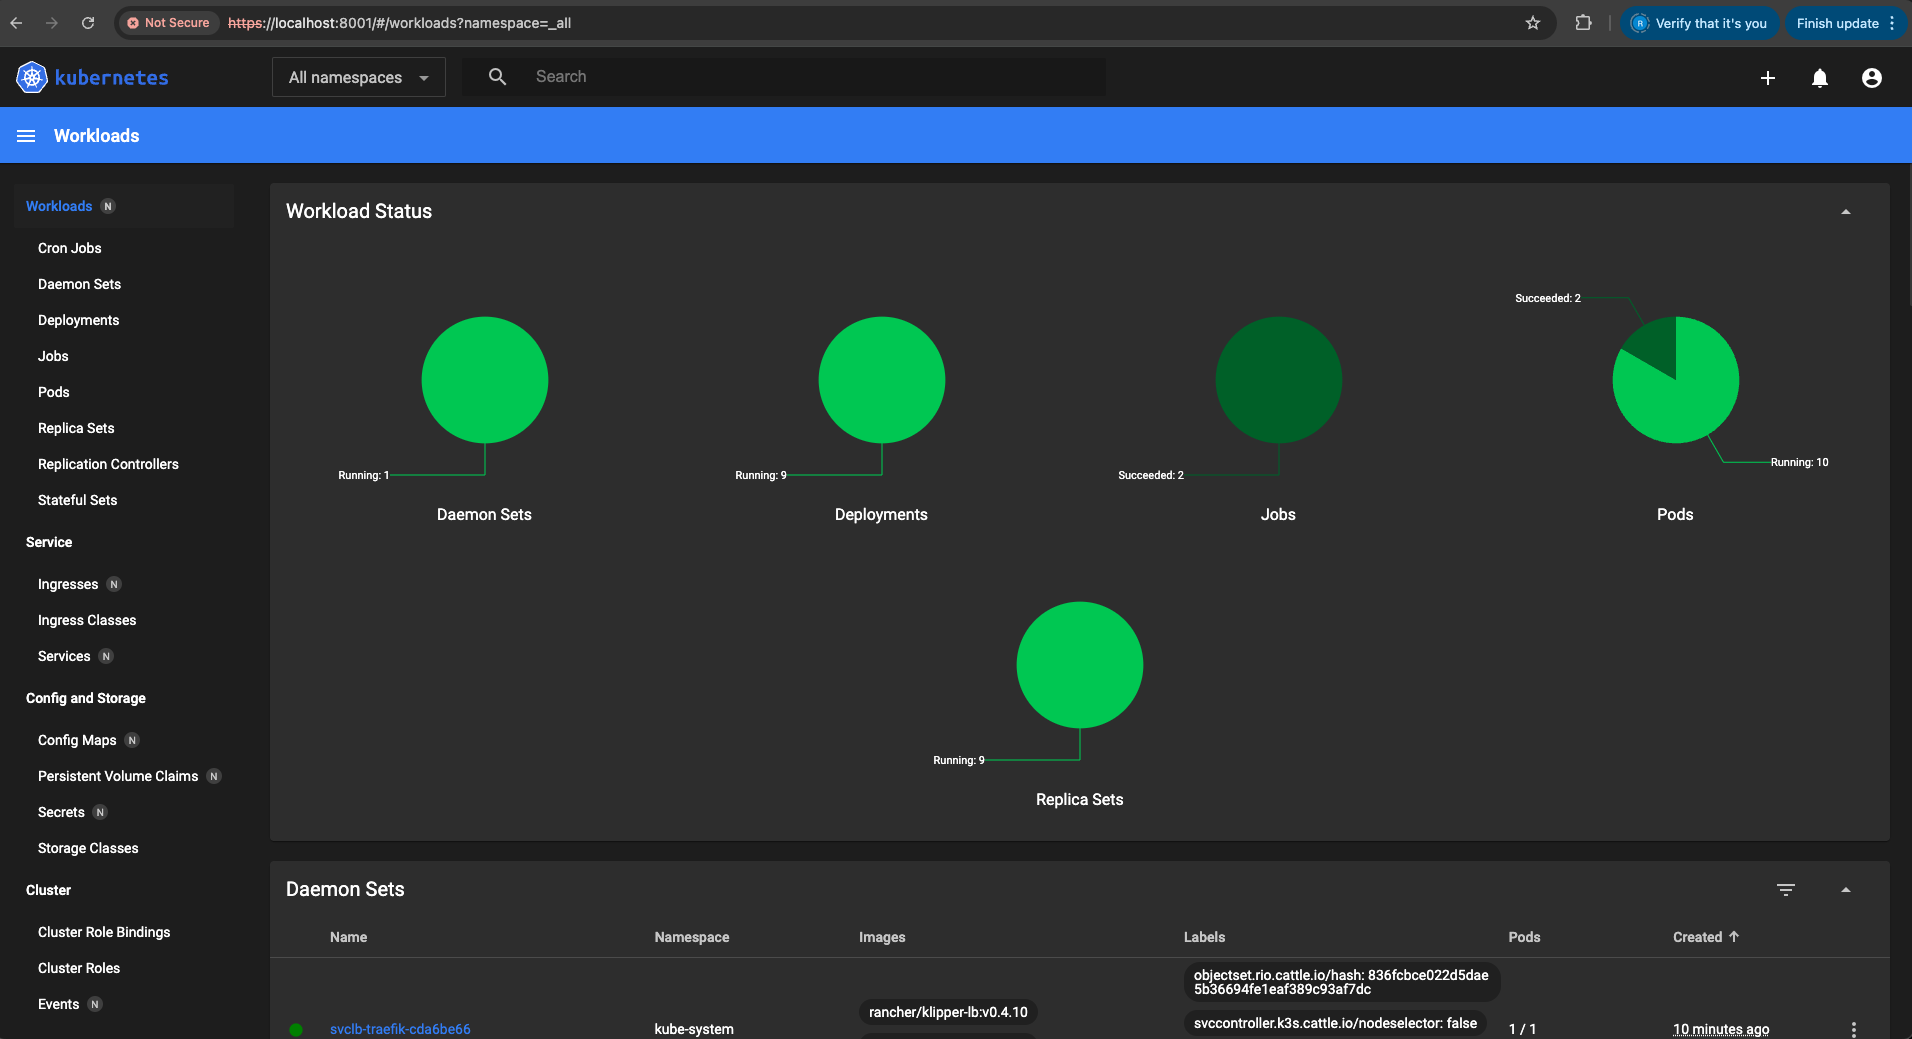 Not Secure
https://localhost:8001/#/workloads?namespace=_all
R
Verify that it's you
Finish update
kubernetes
All namespaces
Search
Workloads
Workloads N
Cron Jobs
Daemon Sets
Deployments
Jobs
Pods
Replica Sets
Replication Controllers
Stateful Sets
Service
Ingresses N
Ingress Classes
Services N
Config and Storage
Config Maps N
Persistent Volume Claims N
Secrets N
Storage Classes
Cluster
Cluster Role Bindings
Cluster Roles
Events N
Workload Status
Running: 1
Daemon Sets
Running: 9
Deployments
Succeeded: 2
Jobs
Succeeded: 2
Running: 10
Pods
Running: 9
Replica Sets
Daemon Sets
Name Namespace Images Labels Pods Created
svclb-traefik-cda6be66
kube-system
rancher/klipper-lb:v0.4.10
objectset.rio.cattle.io/hash: 836fcbce022d5dae
5b36694fe1eaf389c93af7dc
svccontroller.k3s.cattle.io/nodeselector: false
1 / 1
10 minutes ago